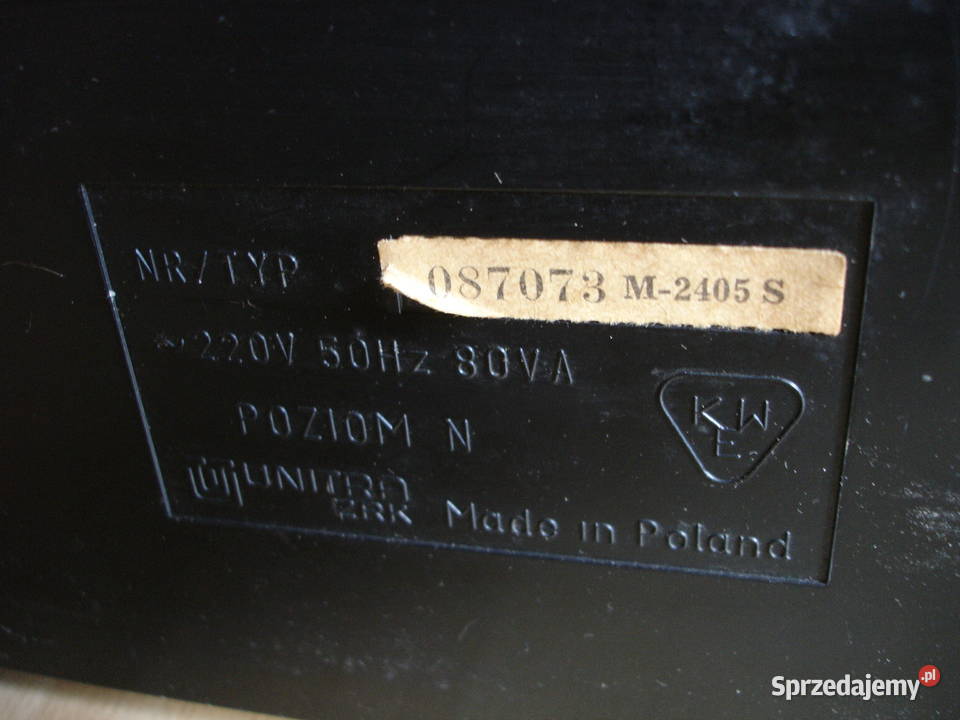 NR/TYP 087073 M-2405 S
~220V 50Hz 80VA
POZIOM N
KWE
UNITRA
ZRK Made in Poland
Sprzedajemy.pl